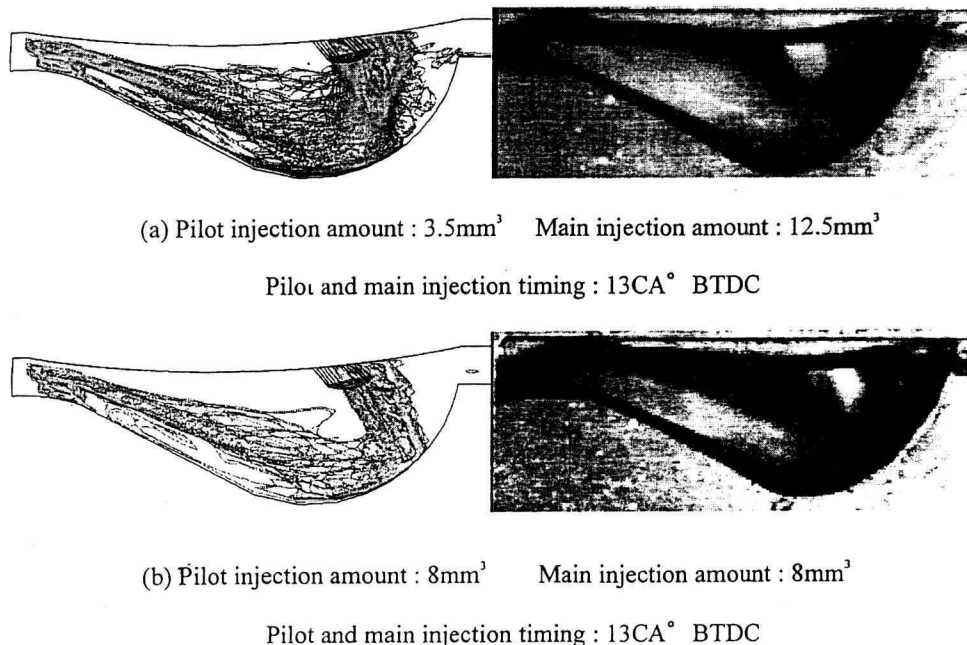 (a) Pilot injection amount : 3.5mm³ Main injection amount : 12.5mm³
Pilot and main injection timing : 13CA° BTDC
(b) Pilot injection amount : 8mm³ Main injection amount : 8mm³
Pilot and main injection timing : 13CA° BTDC